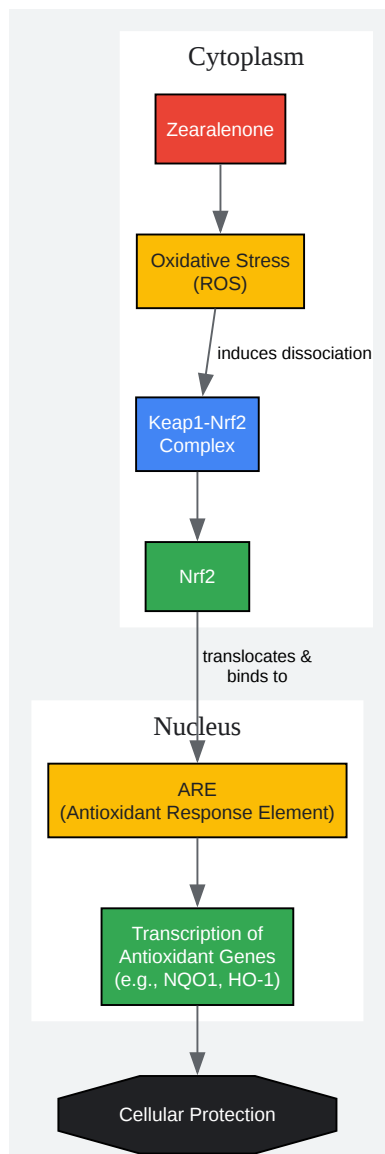 Cytoplasm
Zearalenone
Oxidative Stress
(ROS)
induces dissociation
Keap1-Nrf2
Complex
Nrf2
translocates &
binds to
Nucleus
ARE
(Antioxidant Response Element)
Transcription of
Antioxidant Genes
(e.g., NQO1, HO-1)
Cellular Protection